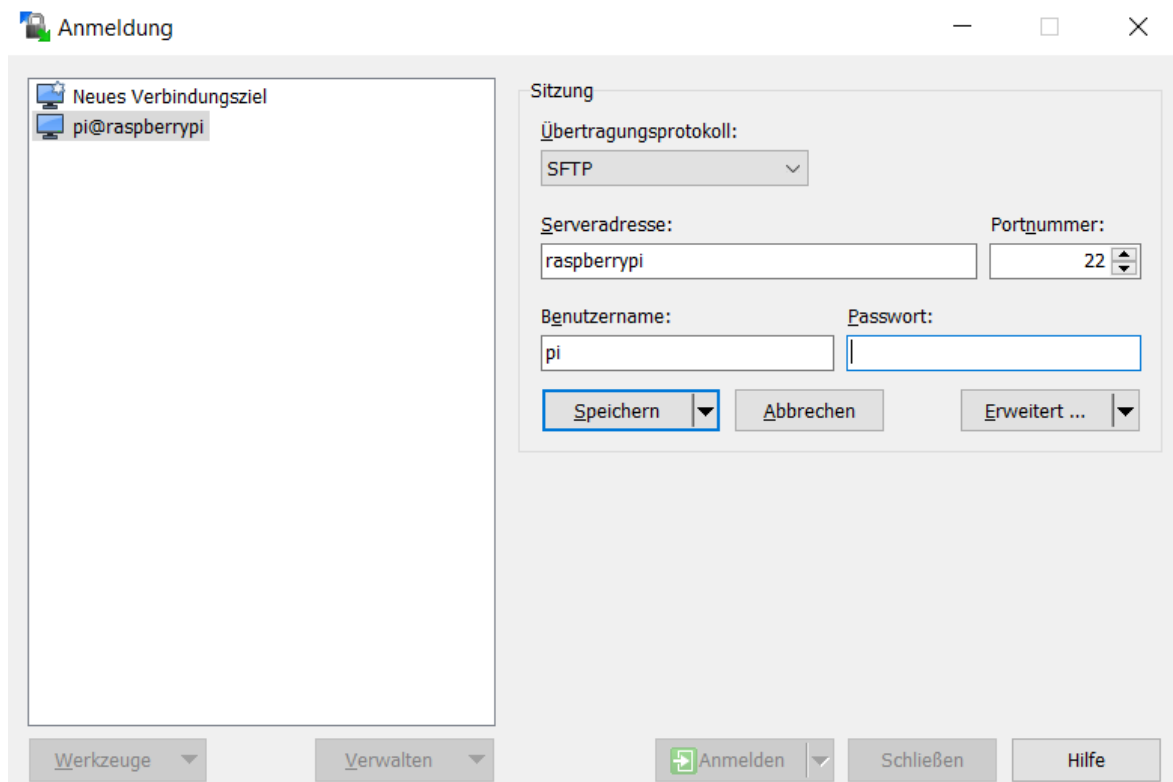 Anmeldung
Neues Verbindungsziel
pi@raspberrypi
Sitzung
Übertragungsprotokoll:
SFTP
Serveradresse: Portnummer:
raspberrypi 22
Benutzername: Passwort:
pi
Speichern Abbrechen Erweitert ...
Werkzeuge Verwalten Anmelden Schließen Hilfe